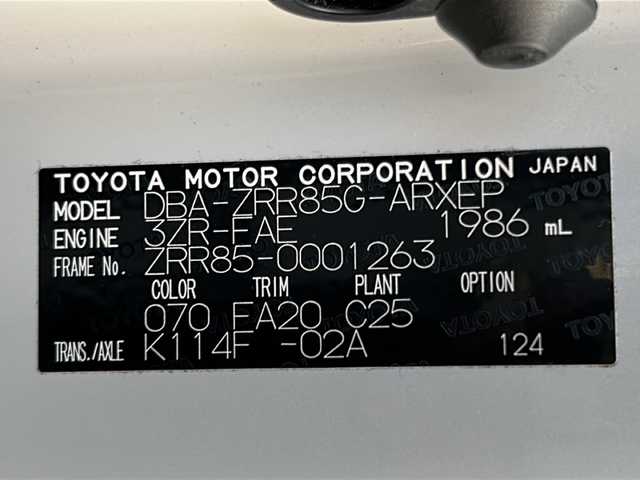 TOYOTA MOTOR CORPORATION JAPAN
MODEL DBA-ZRR85G-ARXEP
ENGINE 3ZR-FAE 1986 mL
FRAME No. ZRR85-0001263
COLOR TRIM PLANT OPTION
070 FA20 C25
TRANS./AXLE K114F -02A 124